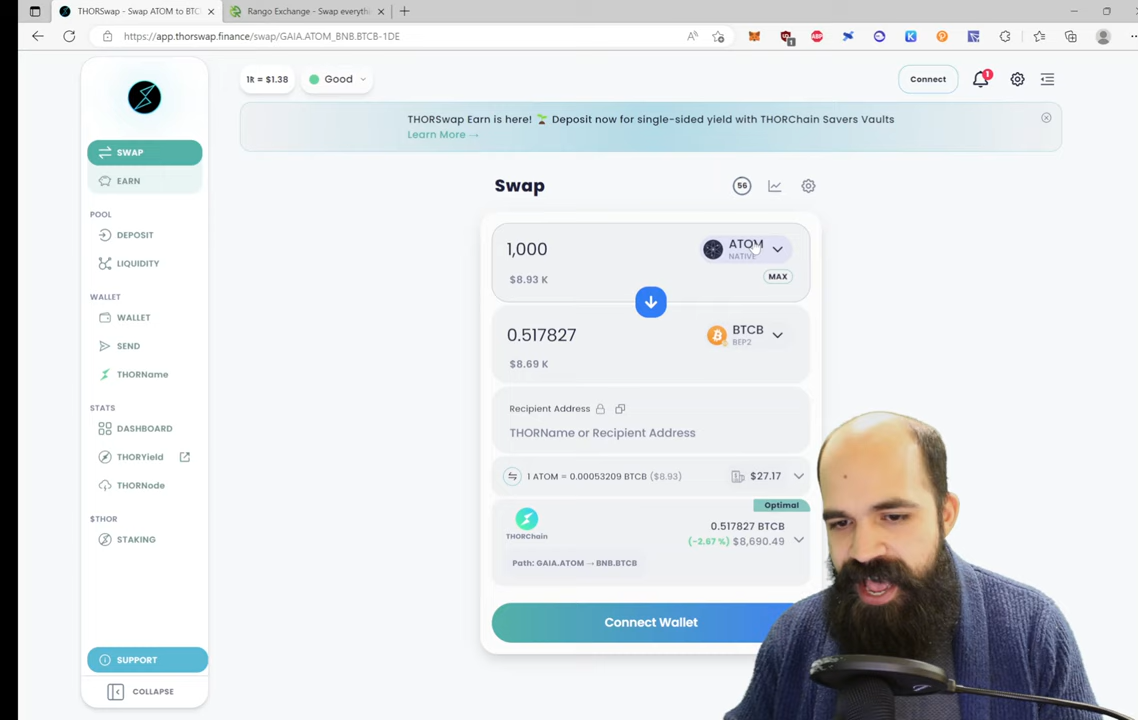 THORSwap - Swap ATOM to BTC
Rango Exchange - Swap everythi
https://app.thorswap.finance/swap/GAIA.ATOM_BNB.BTCB-1DE
1
1R = $1.38
Good
Connect
1
THORSwap Earn is here! 🌱 Deposit now for single-sided yield with THORChain Savers Vaults
Learn More →
SWAP
EARN
POOL
DEPOSIT
LIQUIDITY
WALLET
WALLET
SEND
THORName
STATS
DASHBOARD
THORYield
THORNode
$THOR
STAKING
SUPPORT
COLLAPSE
Swap
56
1,000
ATOM
NATIVE
$8.93 K
MAX
0.517827
BTCB
BEP2
$8.69 K
Recipient Address
THORName or Recipient Address
1 ATOM = 0.00053209 BTCB ($8.93)
$27.17
Optimal
THORChain
0.517827 BTCB
(-2.67 %) $8,690.49
Path: GAIA.ATOM → BNB.BTCB
Connect Wallet